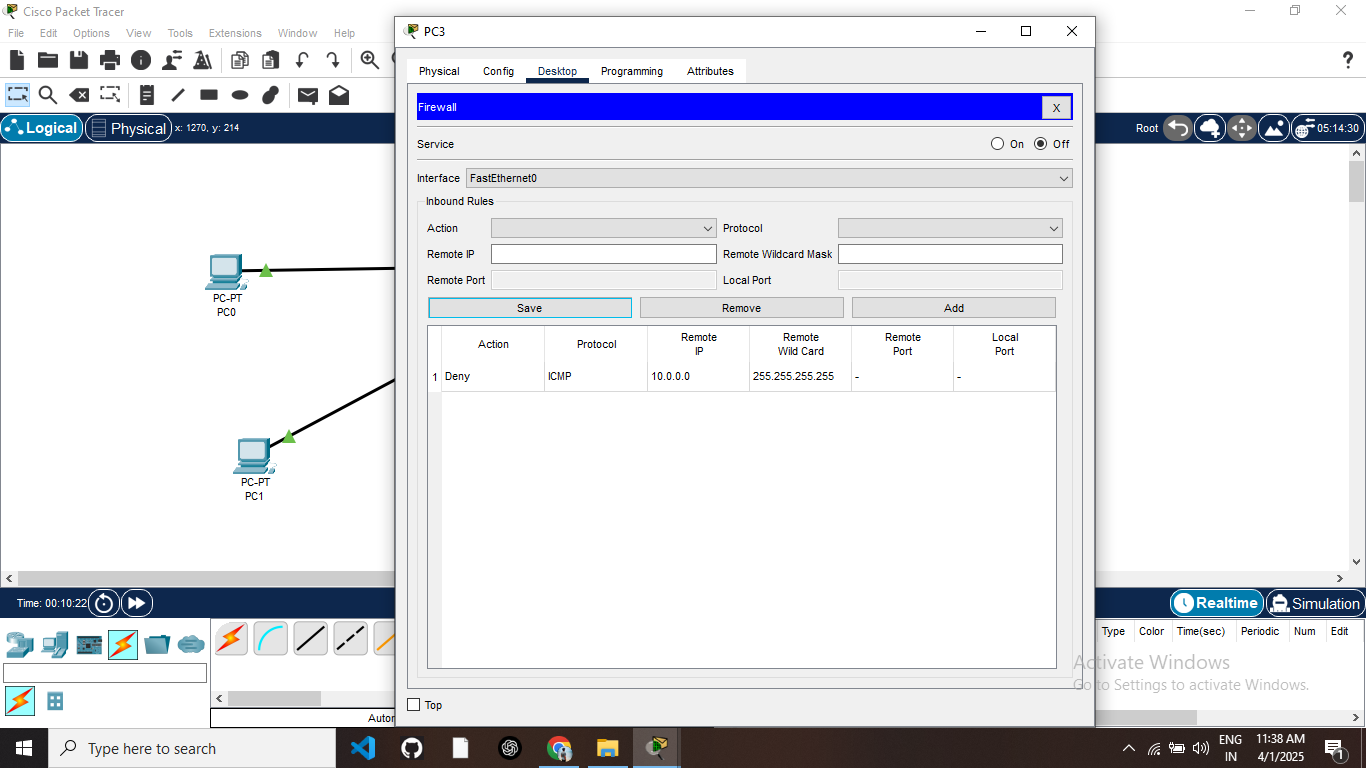 Cisco Packet Tracer
File Edit Options View Tools Extensions Window Help
Logical Physical x: 1270, y: 214
Root 05:14:30
PC-PT
PC0
PC-PT
PC1
PC3
Physical Config Desktop Programming Attributes
Firewall X
Service On Off
Interface FastEthernet0
Inbound Rules
Action Protocol
Remote IP Remote Wildcard Mask
Remote Port Local Port
Save Remove Add
Action Protocol Remote IP Remote Wild Card Remote Port Local Port
1 Deny ICMP 10.0.0.0 255.255.255.255 - -
Top
Time: 00:10:22
Realtime Simulation
Type Color Time(sec) Periodic Num Edit
Activate Windows
Go to Settings to activate Windows.
Type here to search
ENG
IN
11:38 AM
4/1/2025
1